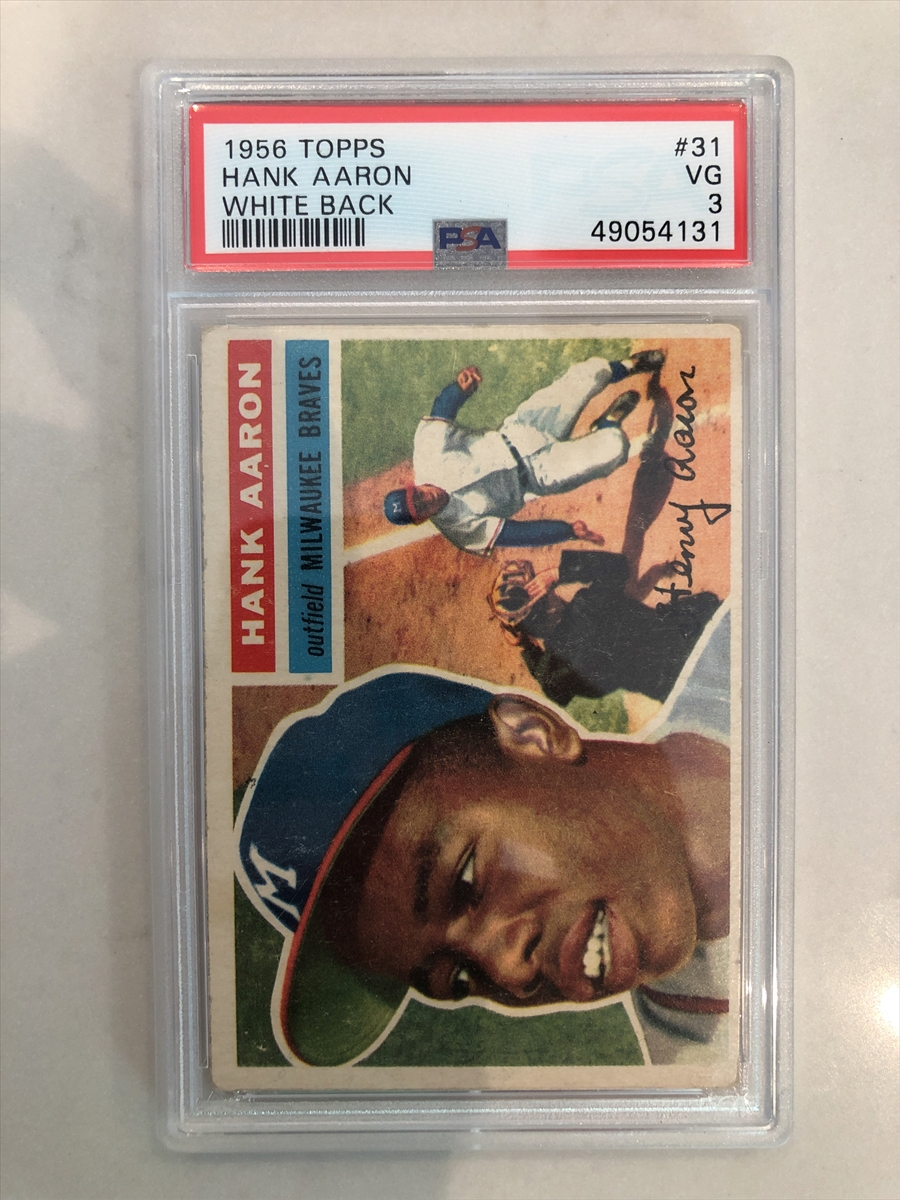 1956 TOPPS #31
HANK AARON VG
WHITE BACK 3
49054131
PSA
HANK AARON
outfield MILWAUKEE BRAVES
Henry Aaron
M
M